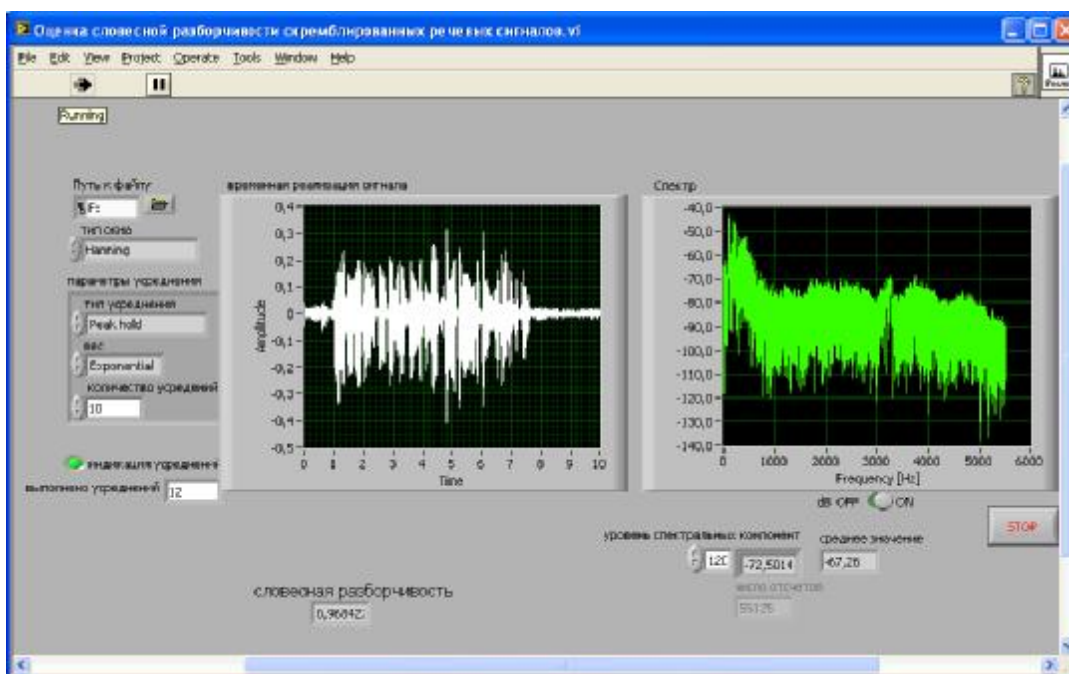 Оценка словесной разборчивости скремблированных речевых сигналов.vi
File Edit View Project Operate Tools Window Help
Running
Путь к файлу
F:
тип окна
Hanning
параметры усреднения
тип усреднения
Peak hold
вес
Exponential
количество усреднений
10
индикация усреднений
выполнено усреднений 12
временная реализация сигнала
0,4
0,3
0,2
0,1
0
-0,1
-0,2
-0,3
-0,4
-0,5
Amplitude
0 1 2 3 4 5 6 7 8 9 10
Time
Спектр
-40,0
-50,0
-60,0
-70,0
-80,0
-90,0
-100,0
-110,0
-120,0
-130,0
-140,0
0 1000 2000 3000 4000 5000 6000
Frequency [Hz]
dB OFF ON
STOP
уровень спектральных компонент
-72,5014
среднее значение
-67,26
число отсчетов
55125
словесная разборчивость